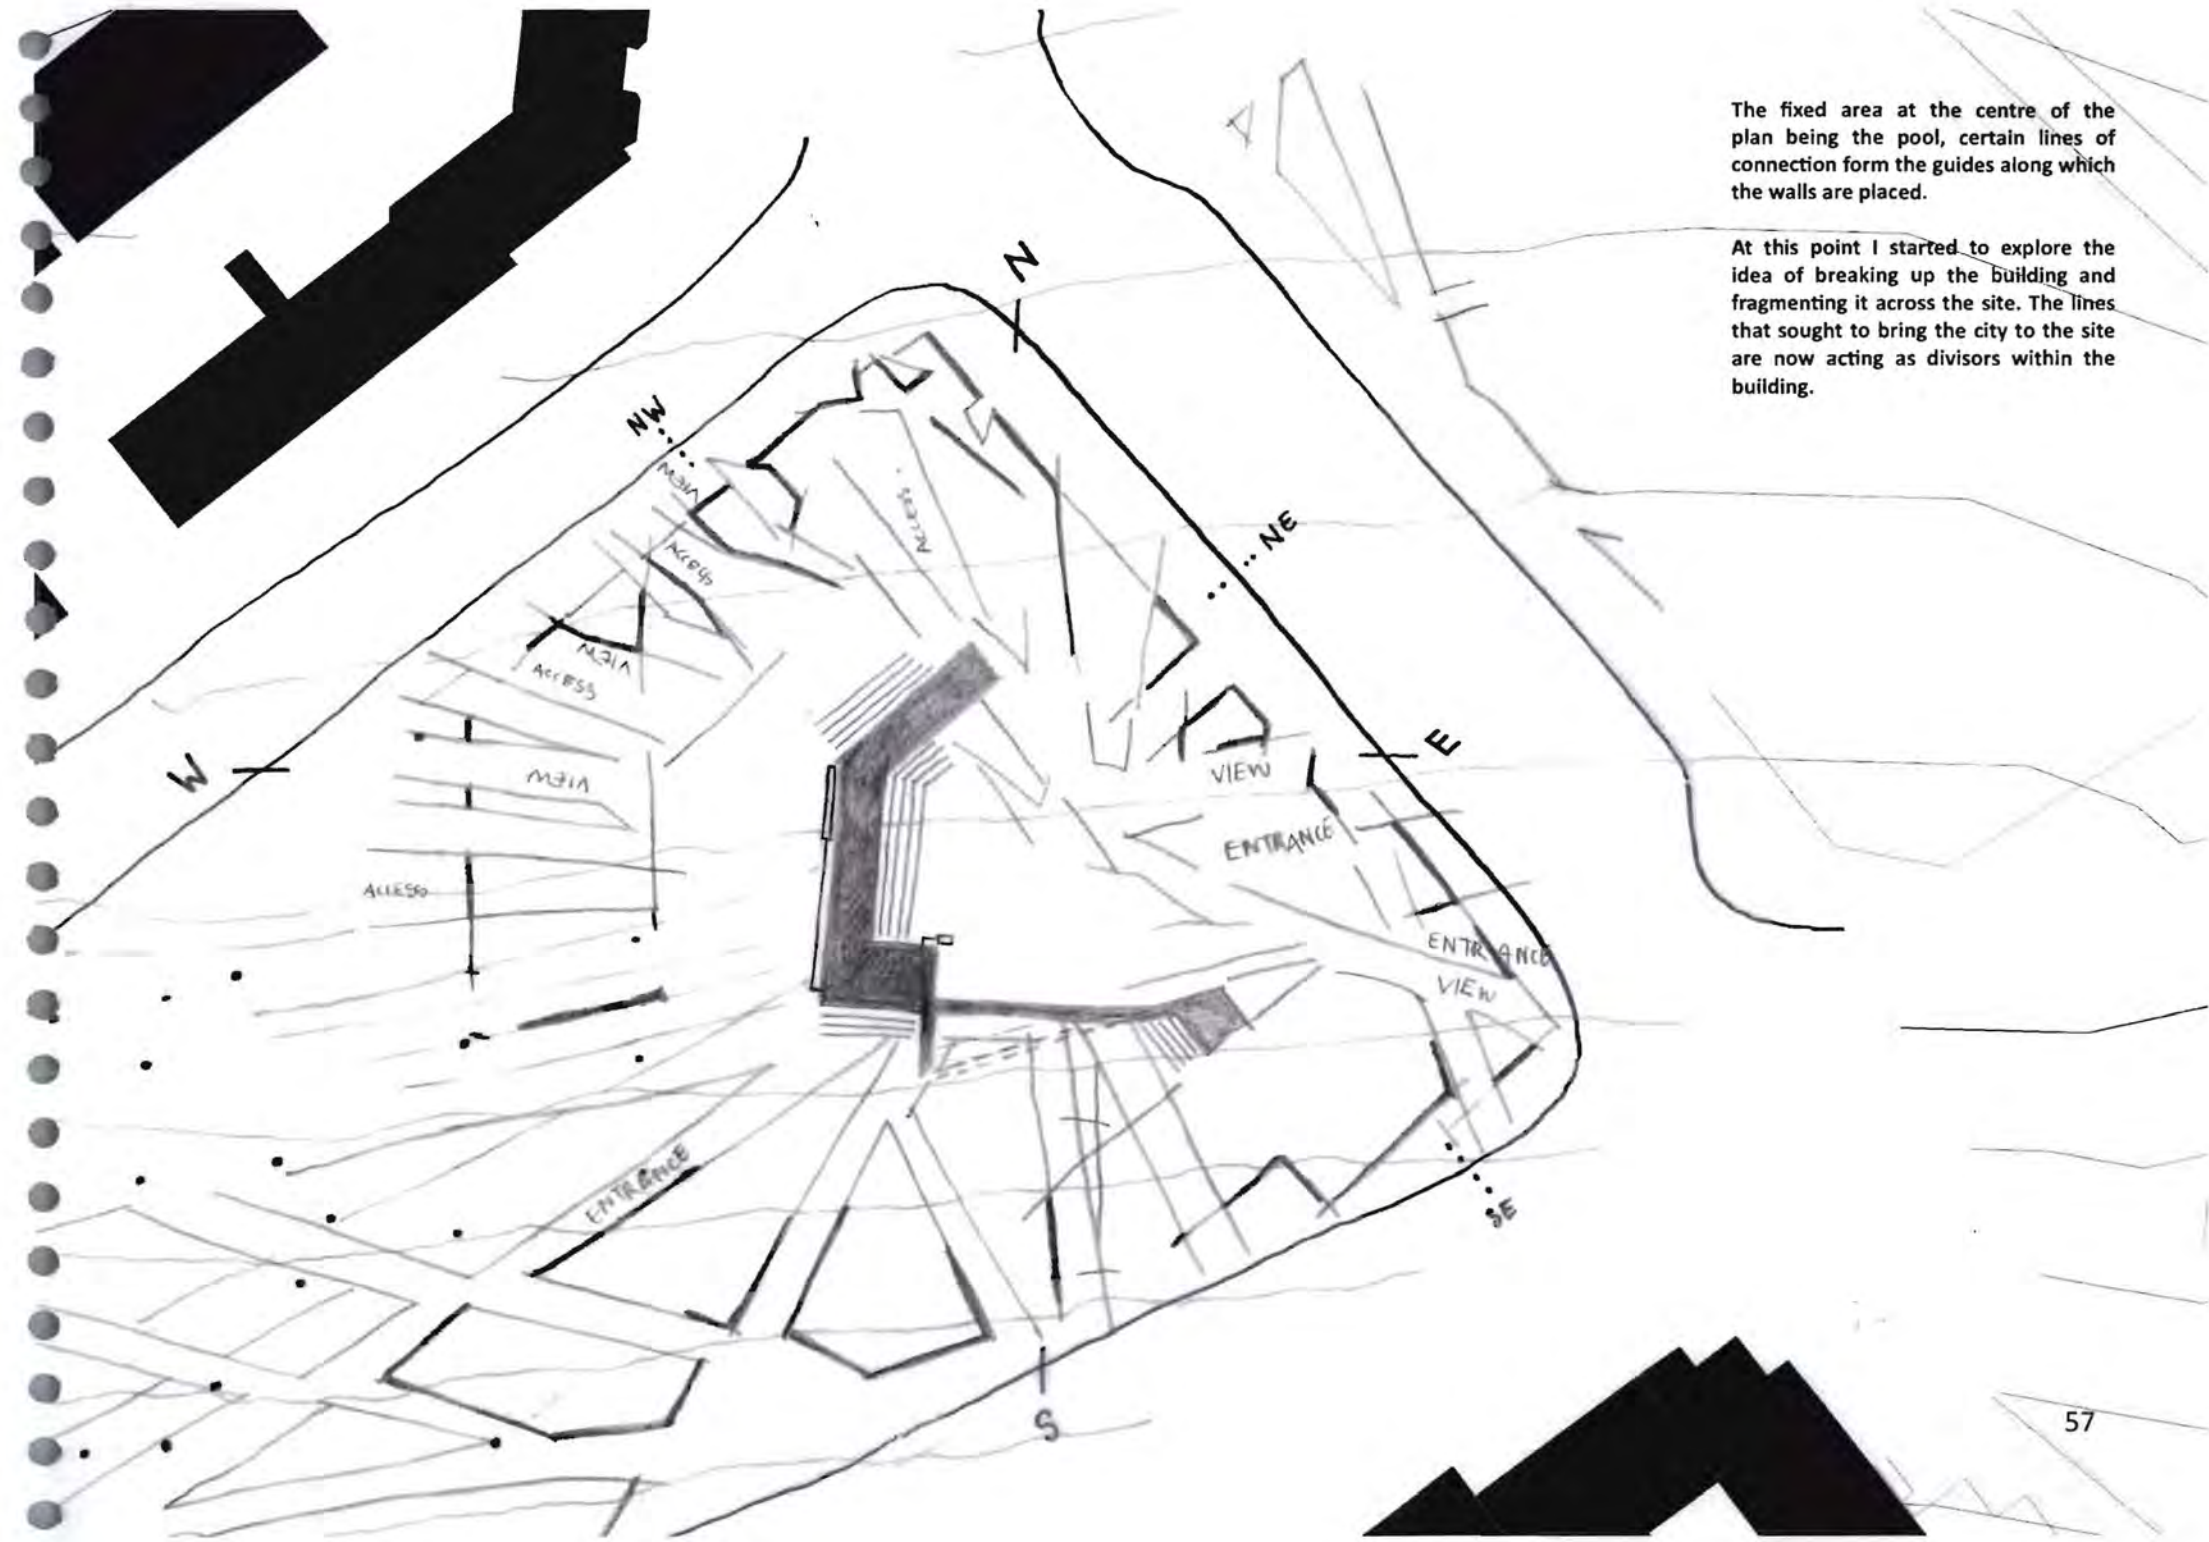 The fixed area at the centre of the
plan being the pool, certain lines of
connection form the guides along which
the walls are placed.
At this point I started to explore the
idea of breaking up the building and
fragmenting it across the site. The lines
that sought to bring the city to the site
are now acting as divisors within the
building.
N
NW
VIEW
ACCESS
ACCESS
NE
VIEW
ACCESS
E
W
VIEW
VIEW
ENTRANCE
ACCESS
ENTRANCE
VIEW
ENTRANCE
SE
S
57